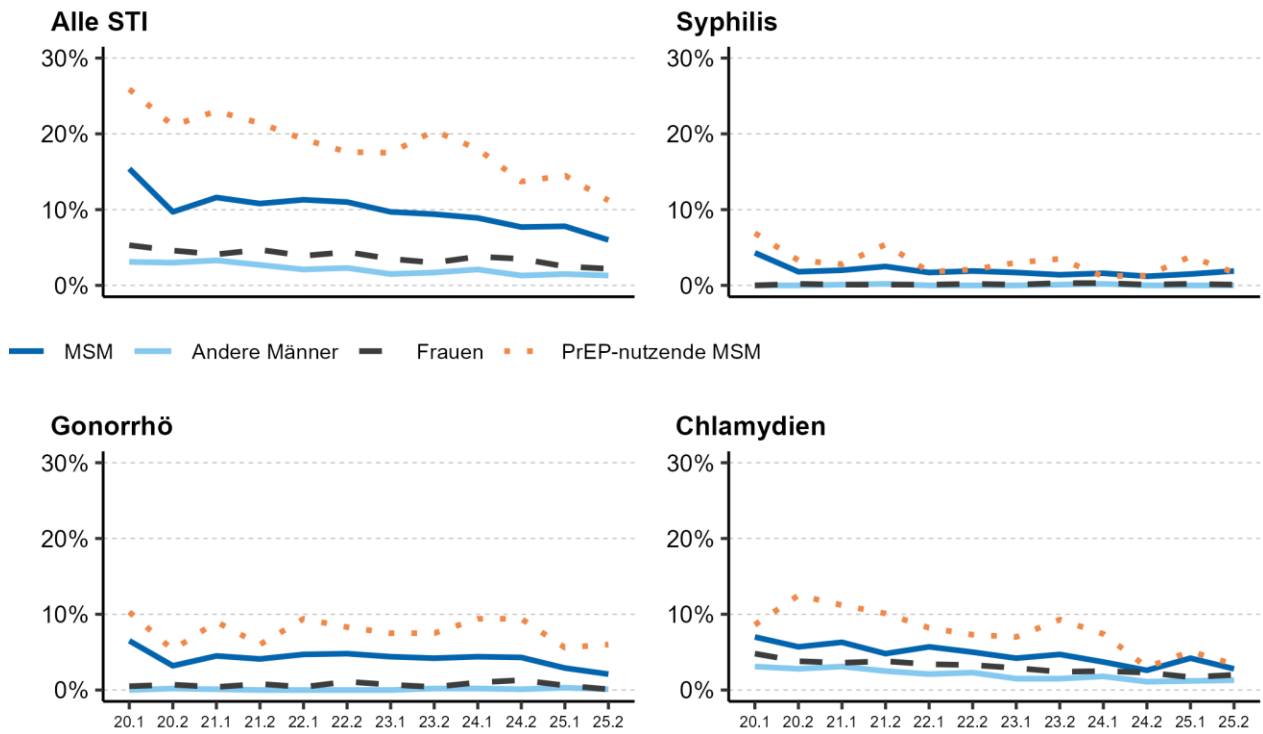 Alle STI
30%
20%
10%
0%
Syphilis
30%
20%
10%
0%
MSM Andere Männer Frauen PrEP-nutzende MSM
Gonorrhö
30%
20%
10%
0%
20.1 20.2 21.1 21.2 22.1 22.2 23.1 23.2 24.1 24.2 25.1 25.2
Chlamydien
30%
20%
10%
0%
20.1 20.2 21.1 21.2 22.1 22.2 23.1 23.2 24.1 24.2 25.1 25.2